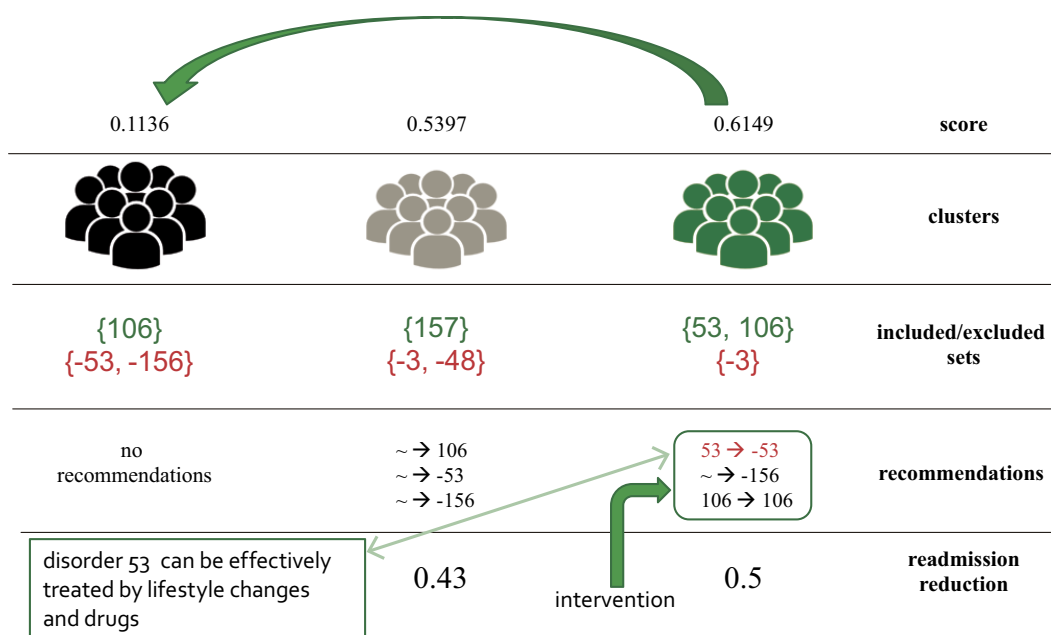 0.1136 0.5397 0.6149 score
clusters
{106} {157} {53, 106} included/excluded
{-53, -156} {-3, -48} {-3} sets
no
recommendations
~ → 106
~ → -53
~ → -156
53 → -53
~ → -156
106 → 106
recommendations
disorder 53 can be effectively
treated by lifestyle changes
and drugs
0.43
intervention
0.5
readmission
reduction